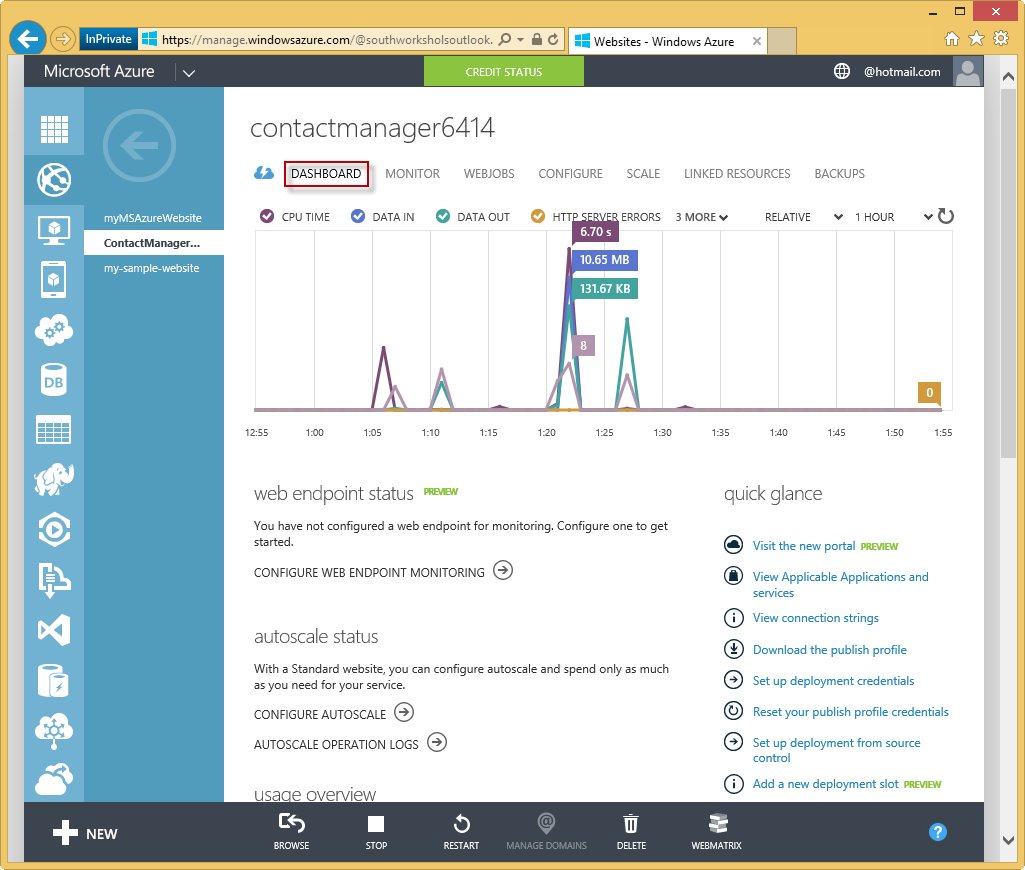 InPrivate
https://manage.windowsazure.com/@southworksholsoutlook.
Websites - Windows Azure
Microsoft Azure
CREDIT STATUS
@hotmail.com
contactmanager6414
DASHBOARD MONITOR WEBJOBS CONFIGURE SCALE LINKED RESOURCES BACKUPS
myMSAzureWebsite
ContactManager...
my-sample-website
DB
CPU TIME DATA IN DATA OUT HTTP SERVER ERRORS 3 MORE RELATIVE 1 HOUR
6.70 s
10.65 MB
131.67 KB
8
0
12:55 1:00 1:05 1:10 1:15 1:20 1:25 1:30 1:35 1:40 1:45 1:50 1:55
web endpoint status PREVIEW
You have not configured a web endpoint for monitoring. Configure one to get
started.
CONFIGURE WEB ENDPOINT MONITORING
autoscale status
With a Standard website, you can configure autoscale and spend only as much
as you need for your service.
CONFIGURE AUTOSCALE
AUTOSCALE OPERATION LOGS
usage overview
quick glance
Visit the new portal PREVIEW
View Applicable Applications and
services
View connection strings
Download the publish profile
Set up deployment credentials
Reset your publish profile credentials
Set up deployment from source
control
Add a new deployment slot PREVIEW
NEW
BROWSE
STOP
RESTART
MANAGE DOMAINS
DELETE
WEBMATRIX
?